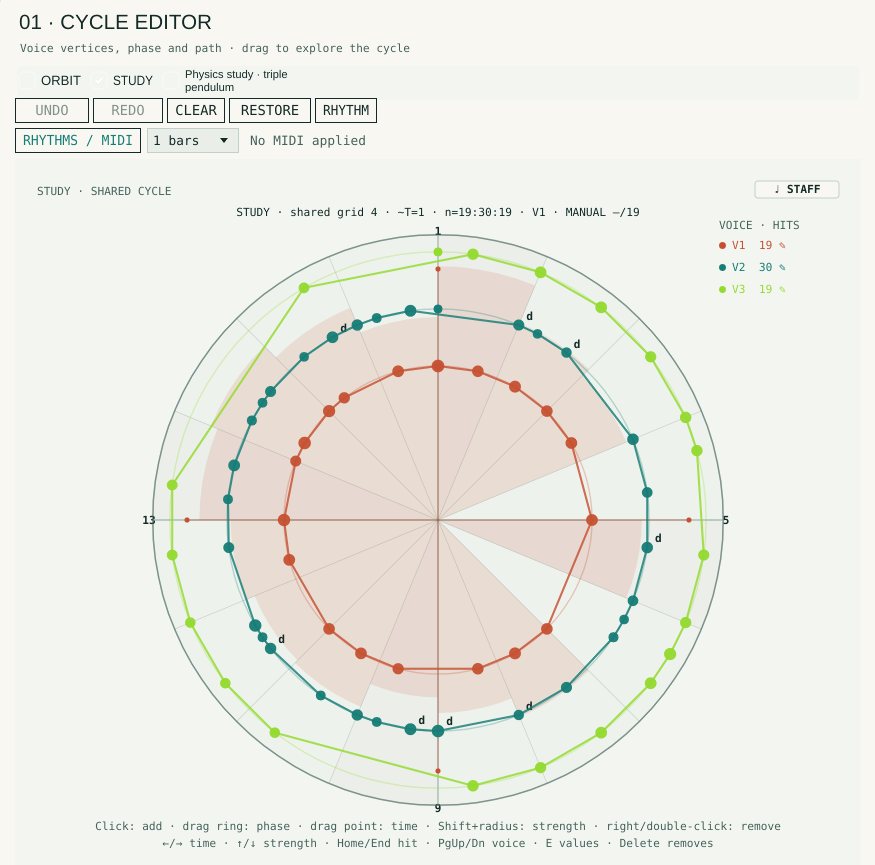 01 · CYCLE EDITOR
Voice vertices, phase and path · drag to explore the cycle
ORBIT STUDY Physics study · triple pendulum
UNDO REDO CLEAR RESTORE RHYTHM
RHYTHMS / MIDI 1 bars No MIDI applied
STUDY · SHARED CYCLE
♩ STAFF
STUDY · shared grid 4 · ~T=1 · n=19:30:19 · V1 · MANUAL —/19
VOICE · HITS
V1 19 ✎
V2 30 ✎
V3 19 ✎
1
d
d
d
13
5
d
d
d
d
d
9
Click: add · drag ring: phase · drag point: time · Shift+radius: strength · right/double-click: remove
←/→ time · ↑/↓ strength · Home/End hit · PgUp/Dn voice · E values · Delete removes